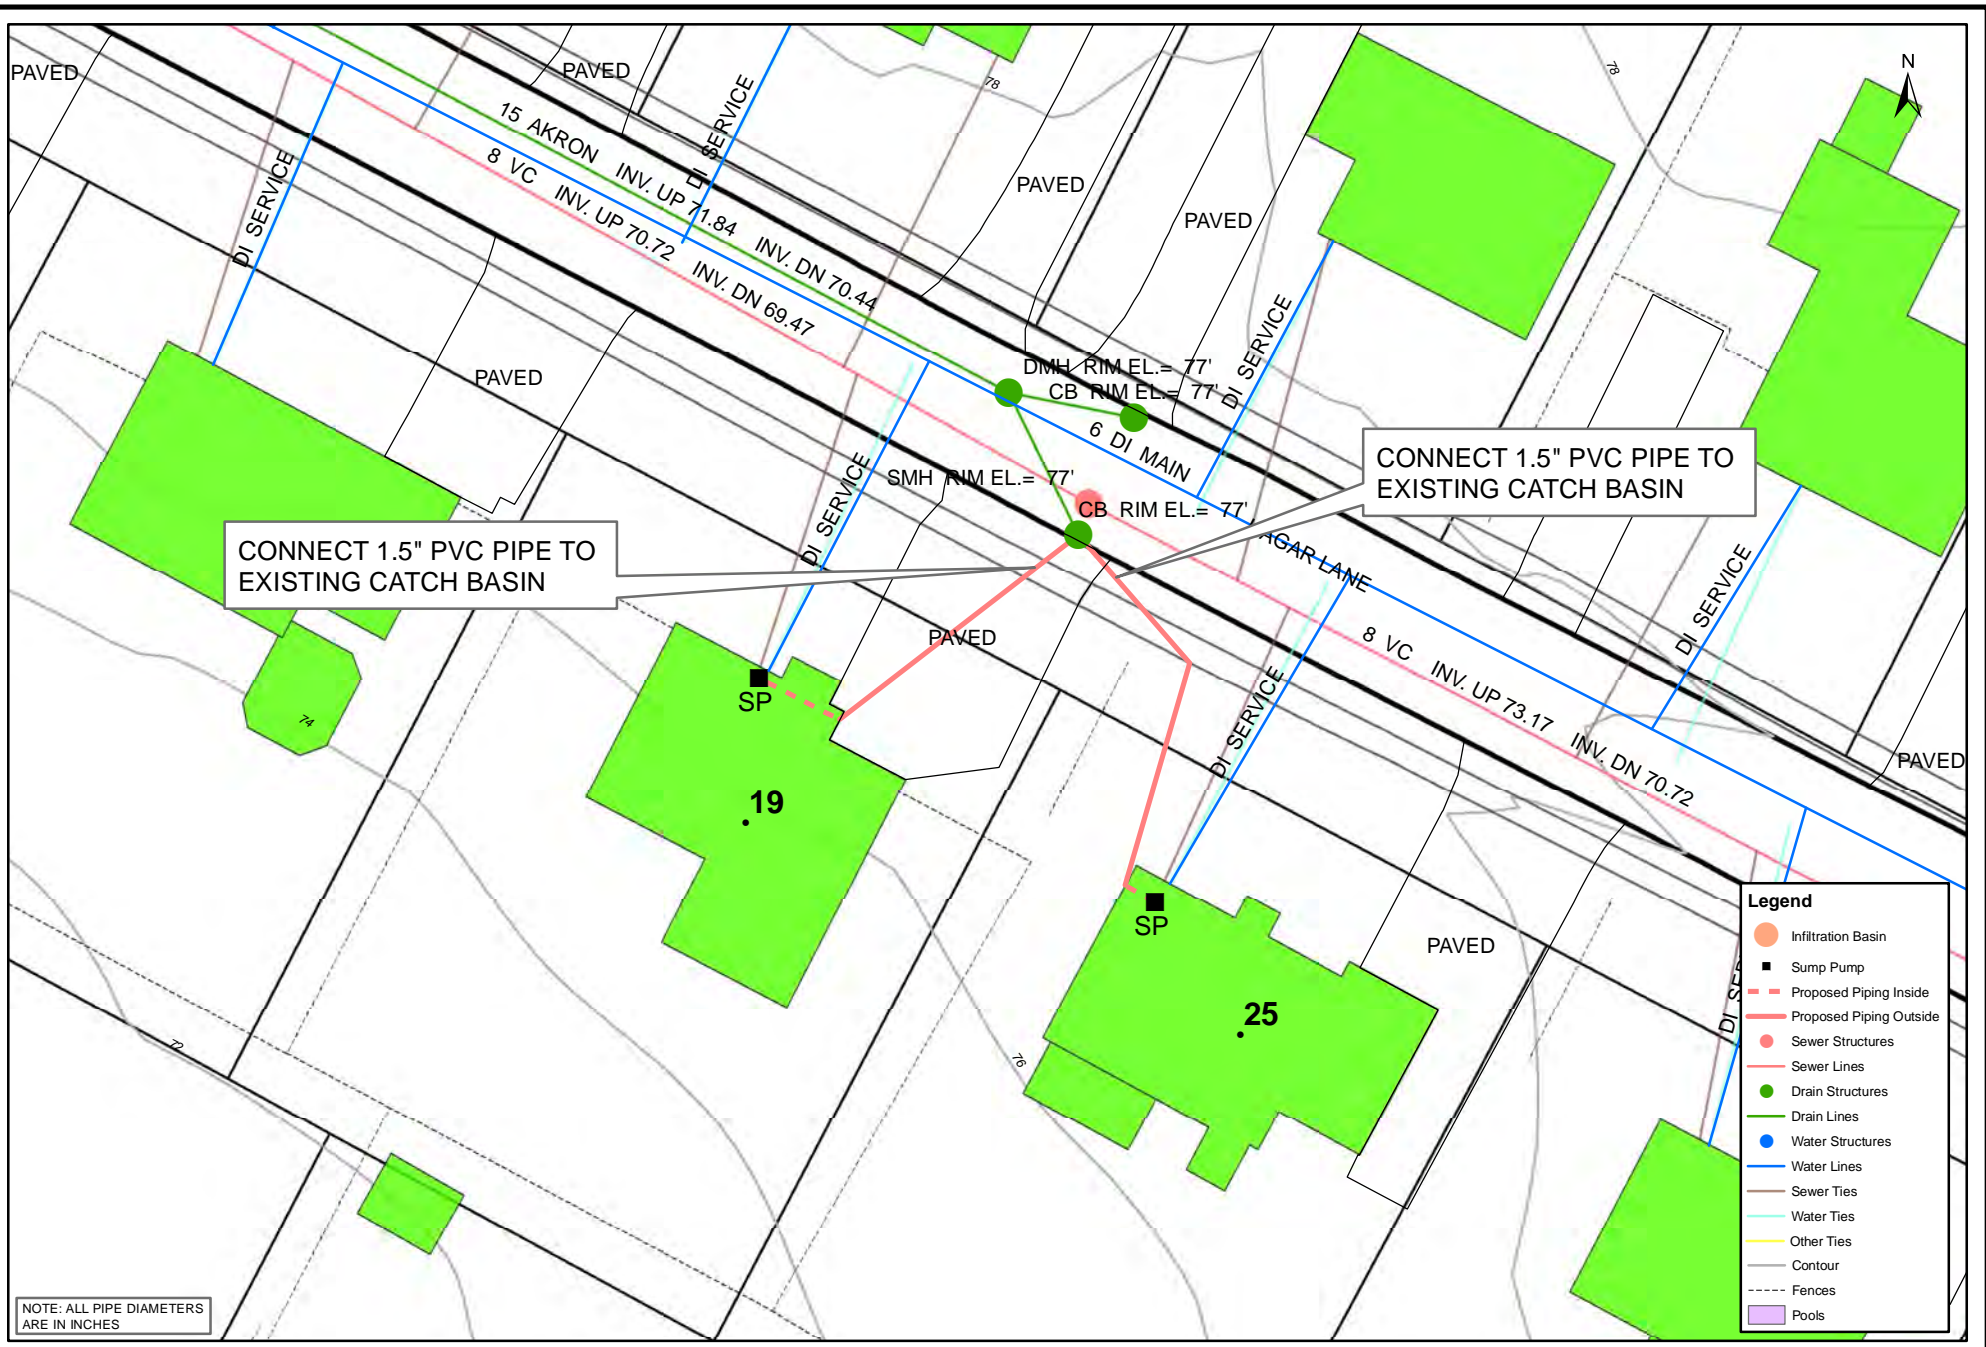 PAVED
PAVED
78
78
N
DI SERVICE
DI SERVICE
15 AKRON INV. UP 71.84 INV. DN 70.44
8 VC INV. UP 70.72 INV. DN 69.47
PAVED
PAVED
PAVED
DMH RIM EL.= 77'
CB RIM EL.= 77'
DI SERVICE
6 DI MAIN
SMH RIM EL.= 77'
CB RIM EL.= 77'
DI SERVICE
CONNECT 1.5" PVC PIPE TO
EXISTING CATCH BASIN
CONNECT 1.5" PVC PIPE TO
EXISTING CATCH BASIN
AGAR LANE
DI SERVICE
PAVED
8 VC INV. UP 73.17 INV. DN 70.72
DI SERVICE
SP
74
19
PAVED
SP
PAVED
25
76
72
Legend
Infiltration Basin
Sump Pump
Proposed Piping Inside
Proposed Piping Outside
Sewer Structures
Sewer Lines
Drain Structures
Drain Lines
Water Structures
Water Lines
Sewer Ties
Water Ties
Other Ties
Contour
Fences
Pools
NOTE: ALL PIPE DIAMETERS
ARE IN INCHES